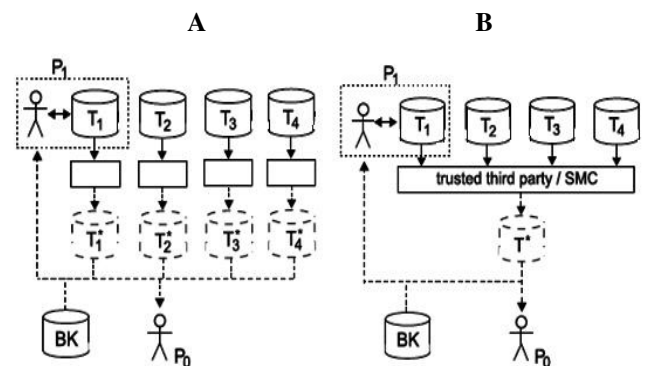 A B
P1 P1
T1 T2 T3 T4 T1 T2 T3 T4
trusted third party / SMC
T1* T2* T3* T4* T*
BK P0 BK P0